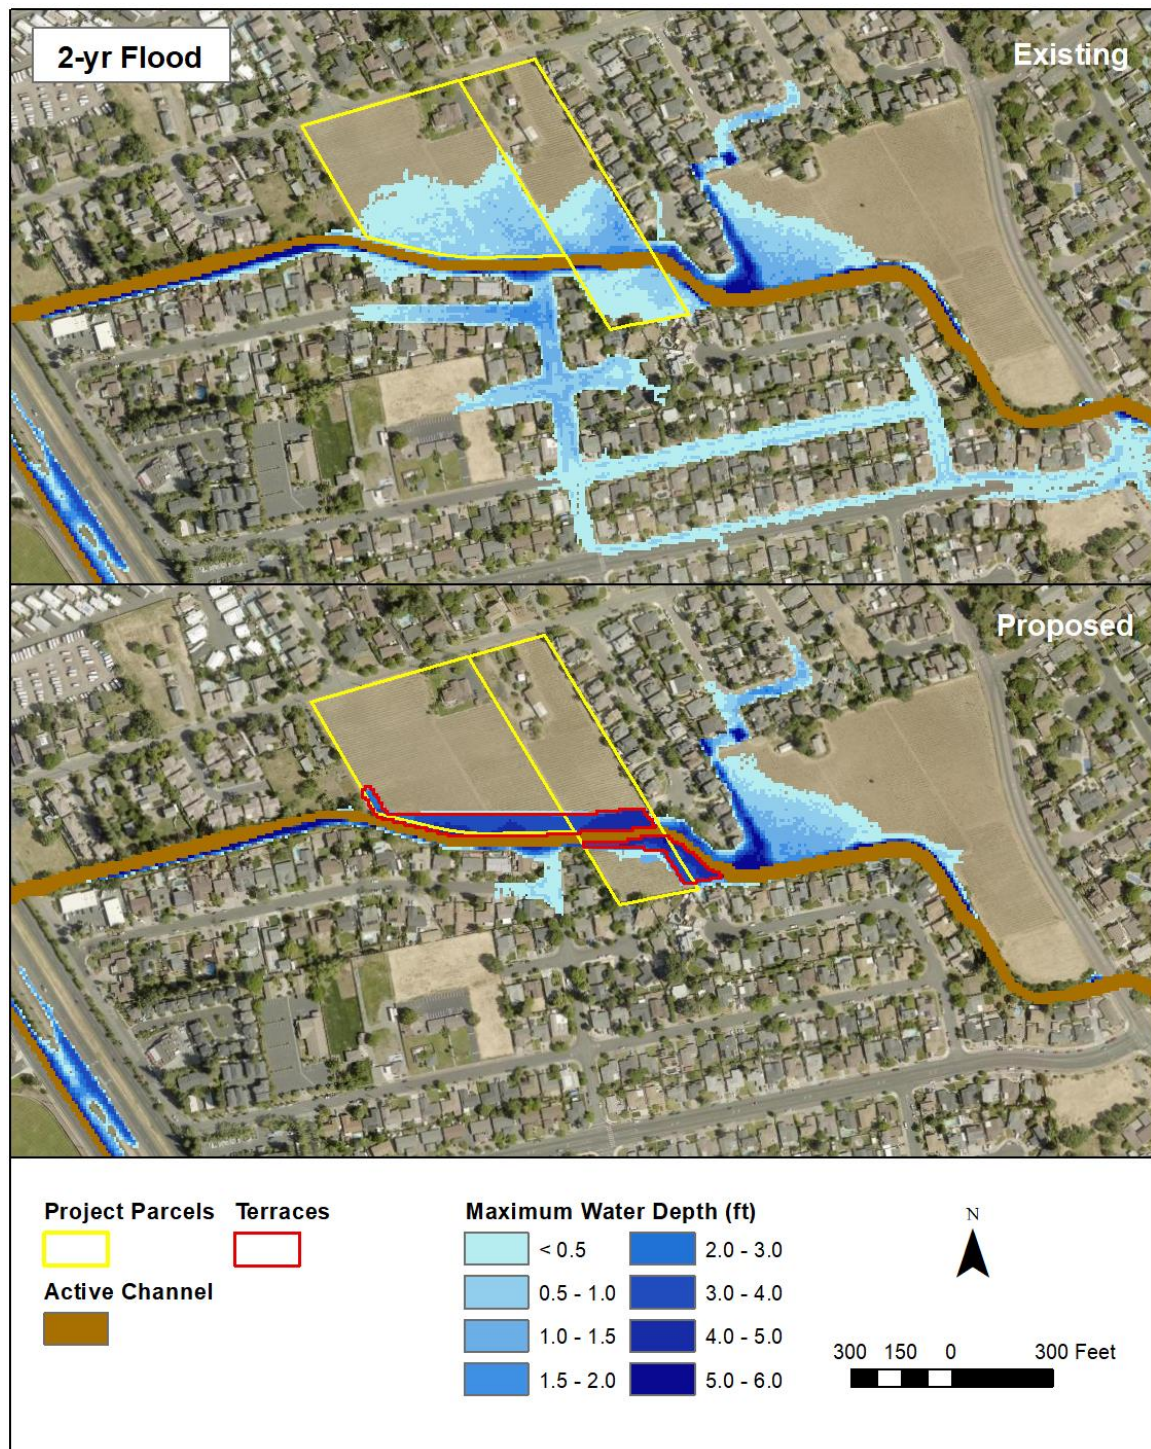 2-yr Flood
Existing
Proposed
Project Parcels
Terraces
Active Channel
Maximum Water Depth (ft)
< 0.5
2.0 - 3.0
0.5 - 1.0
3.0 - 4.0
1.0 - 1.5
4.0 - 5.0
1.5 - 2.0
5.0 - 6.0
N
300 150 0 300 Feet